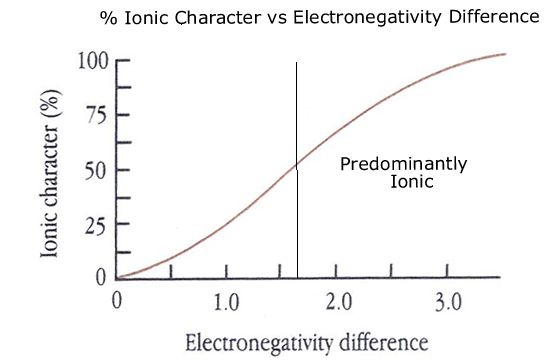 % Ionic Character vs Electronegativity Difference
Ionic character (%)
100
75
50
25
0
Predominantly
Ionic
0
1.0
2.0
3.0
Electronegativity difference